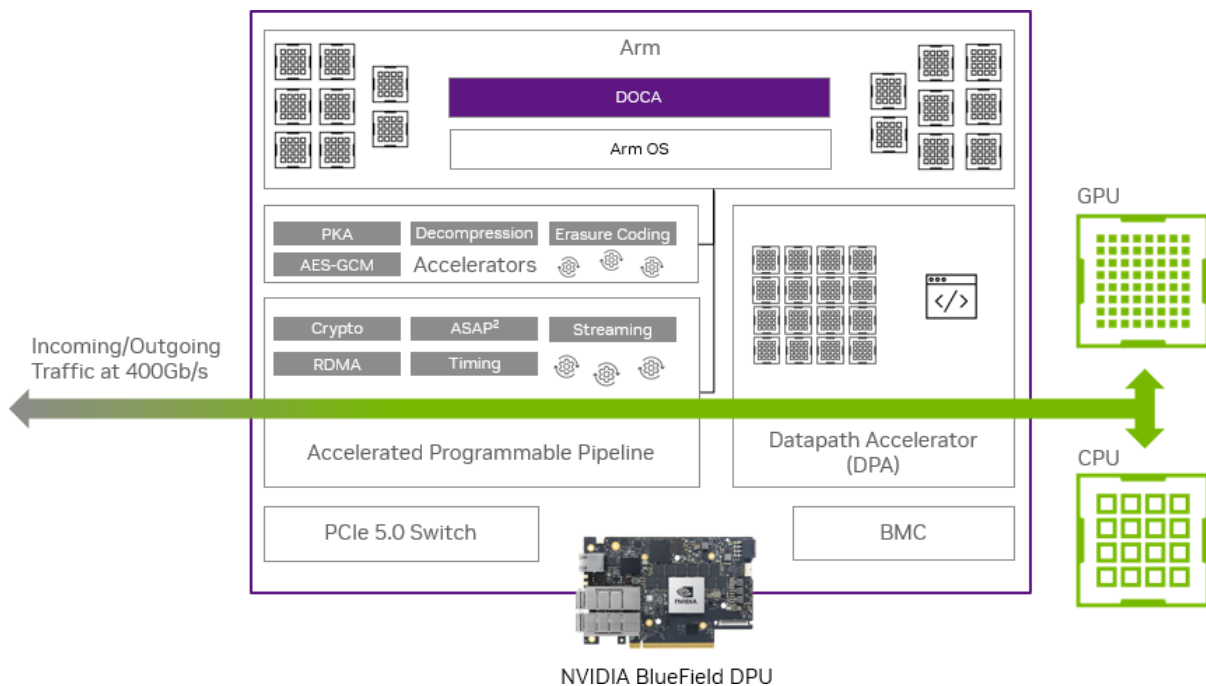 Arm
DOCA
Arm OS
GPU
PKA
Decompression
Erasure Coding
AES-GCM
Accelerators
</>
Crypto
ASAP²
Streaming
RDMA
Timing
Incoming/Outgoing
Traffic at 400Gb/s
Accelerated Programmable Pipeline
Datapath Accelerator
(DPA)
CPU
PCIe 5.0 Switch
BMC
NVIDIA
NVIDIA BlueField DPU